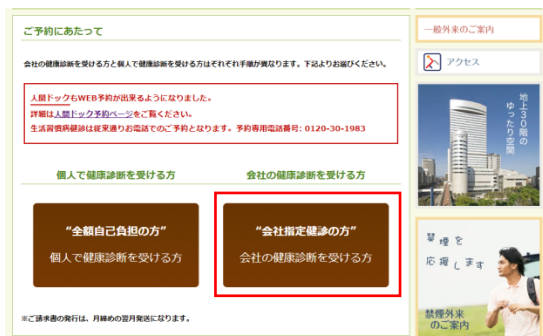 ご予約にあたって
会社の健康診断を受ける方と個人で健康診断を受ける方はそれぞれ手順が異なります。下記よりお選びください。
人間ドックもWEB予約が出来るようになりました。
詳細は人間ドック予約ページをご覧ください。
生活習慣病健診は従来通りお電話でのご予約となります。予約専用電話番号: 0120-30-1983
個人で健康診断を受ける方
会社の健康診断を受ける方
“全額自己負担の方”
個人で健康診断を受ける方
“会社指定健診の方”
会社の健康診断を受ける方
※ご請求書の発行は、月締めの翌月発送になります。
一般外来のご案内
アクセス
地上30階の
ゆったり空間
禁煙を
応援します
禁煙外来
のご案内